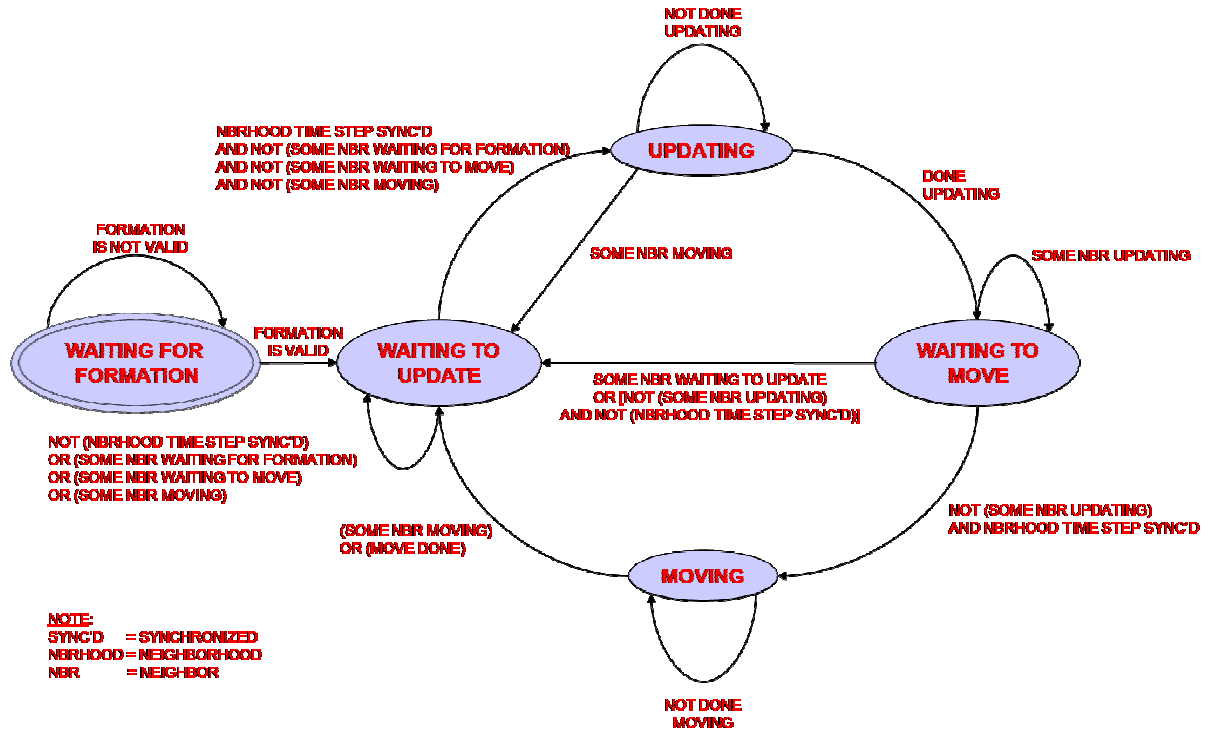 NOT DONE
UPDATING
NBRHOOD TIME STEP SYNC'D
AND NOT (SOME NBR WAITING FOR FORMATION)
AND NOT (SOME NBR WAITING TO MOVE)
AND NOT (SOME NBR MOVING)
UPDATING
DONE
UPDATING
FORMATION
IS NOT VALID
SOME NBR MOVING
SOME NBR UPDATING
WAITING FOR
FORMATION
FORMATION
IS VALID
WAITING TO
UPDATE
WAITING TO
MOVE
SOME NBR WAITING TO UPDATE
OR [NOT (SOME NBR UPDATING)
AND NOT (NBRHOOD TIME STEP SYNC'D)]
NOT (NBRHOOD TIME STEP SYNC'D)
OR (SOME NBR WAITING FOR FORMATION)
OR (SOME NBR WAITING TO MOVE)
OR (SOME NBR MOVING)
(SOME NBR MOVING)
OR (MOVE DONE)
NOT (SOME NBR UPDATING)
AND NBRHOOD TIME STEP SYNC'D
MOVING
NOTE:
SYNC'D = SYNCHRONIZED
NBRHOOD = NEIGHBORHOOD
NBR = NEIGHBOR
NOT DONE
MOVING